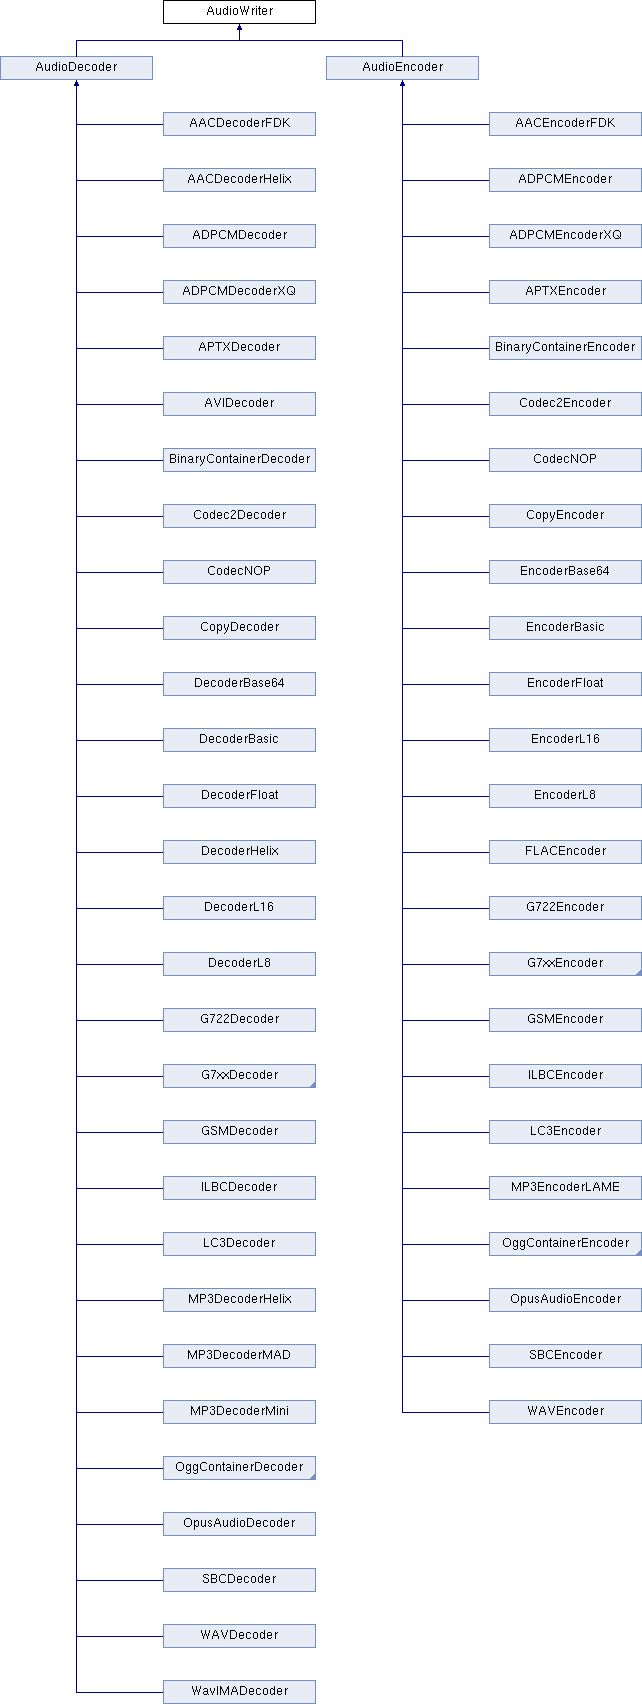 AudioWriter
AudioDecoder
AudioEncoder
AACDecoderFDK
AACEncoderFDK
AACDecoderHelix
ADPCMEncoder
ADPCMDecoder
ADPCMEncoderXQ
ADPCMDecoderXQ
APTXEncoder
APTXDecoder
BinaryContainerEncoder
AVIDecoder
Codec2Encoder
BinaryContainerDecoder
CodecNOP
Codec2Decoder
CopyEncoder
CodecNOP
EncoderBase64
CopyDecoder
EncoderBasic
DecoderBase64
EncoderFloat
DecoderBasic
EncoderL16
DecoderFloat
EncoderL8
DecoderHelix
FLACEncoder
DecoderL16
G722Encoder
DecoderL8
G7xxEncoder
G722Decoder
GSMEncoder
G7xxDecoder
ILBCEncoder
GSMDecoder
LC3Encoder
ILBCDecoder
MP3EncoderLAME
LC3Decoder
OggContainerEncoder
MP3DecoderHelix
OpusAudioEncoder
MP3DecoderMAD
SBCEncoder
MP3DecoderMini
WAVEncoder
OggContainerDecoder
OpusAudioDecoder
SBCDecoder
WAVDecoder
WavIMADecoder